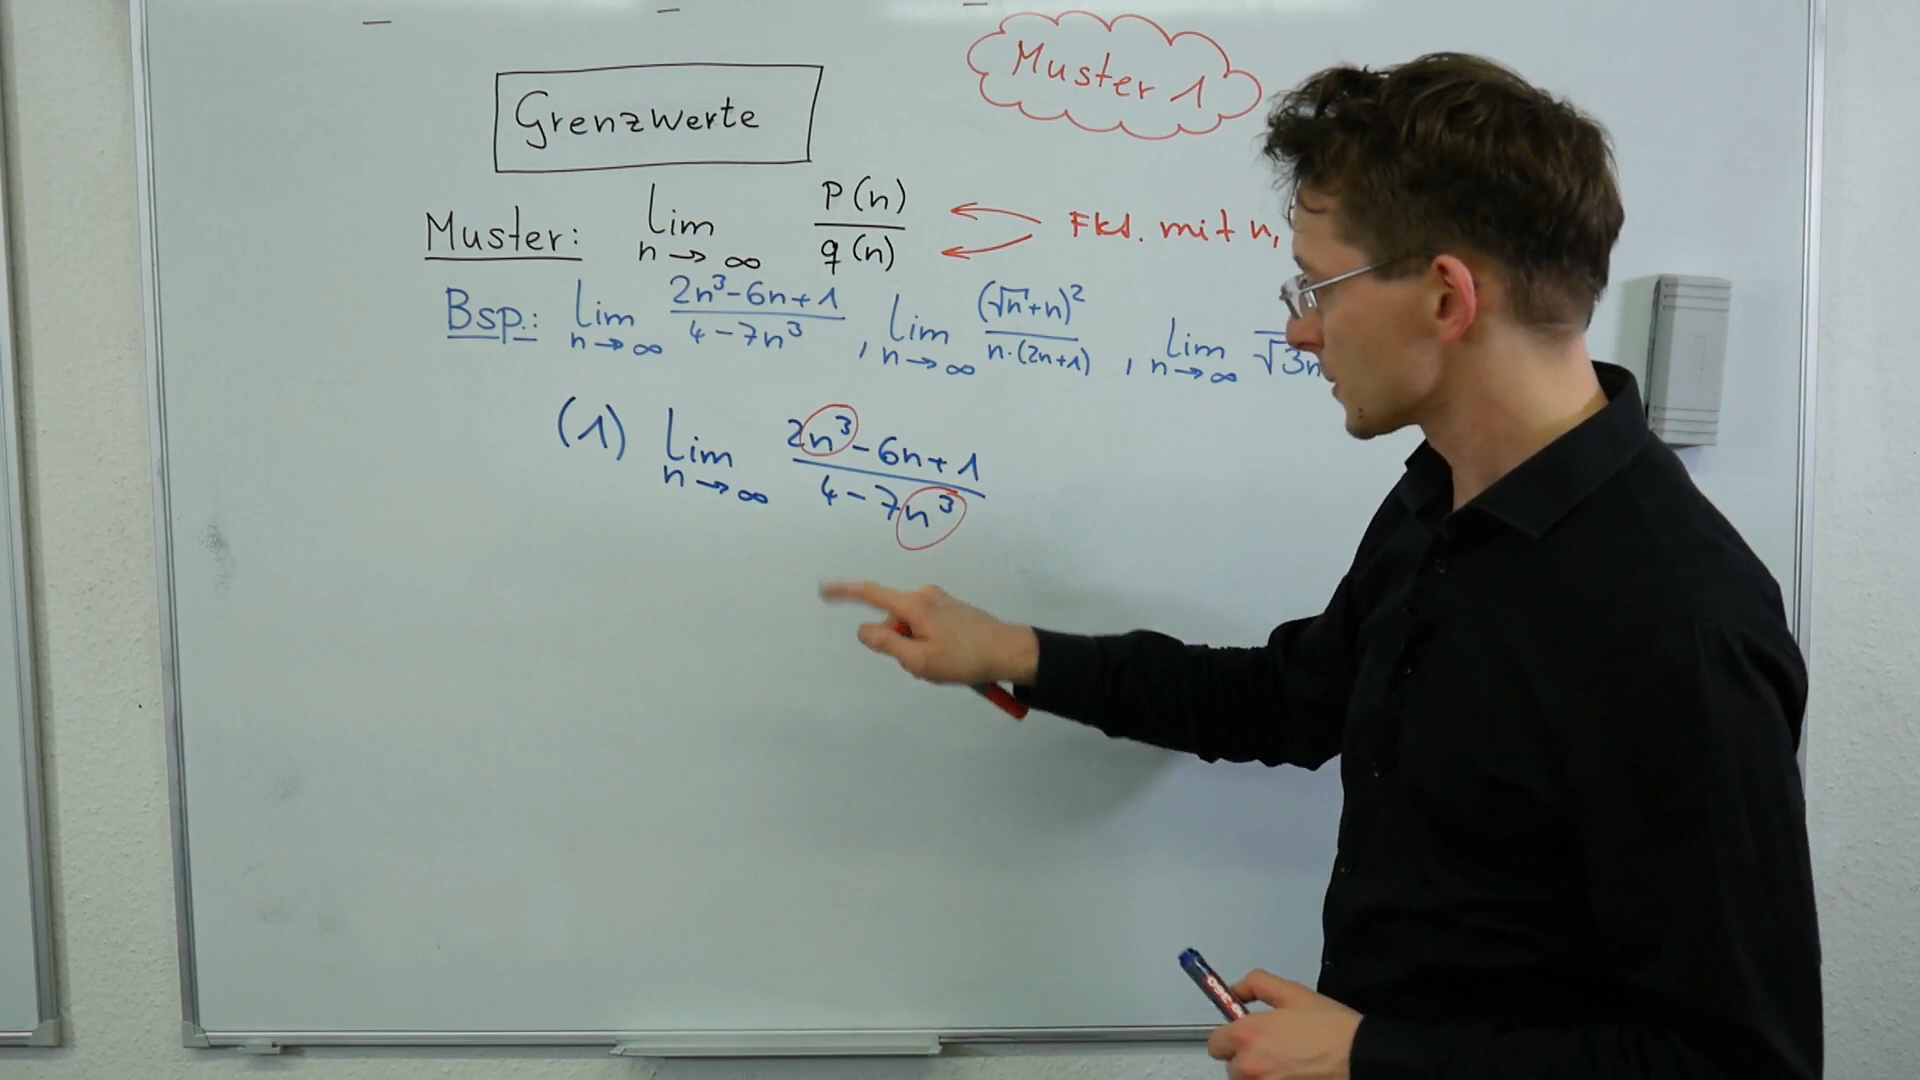 Muster 1
Grenzwerte
Muster: lim n→∞ p(n)/q(n) Fkt. mit n,
Bsp.: lim n→∞ (2n³-6n+1)/(4-7n³) , lim n→∞ (√n+n)²/(n·(2n+1)) , lim n→∞ √3n
(1) lim n→∞ (2n³-6n+1)/(4-7n³)